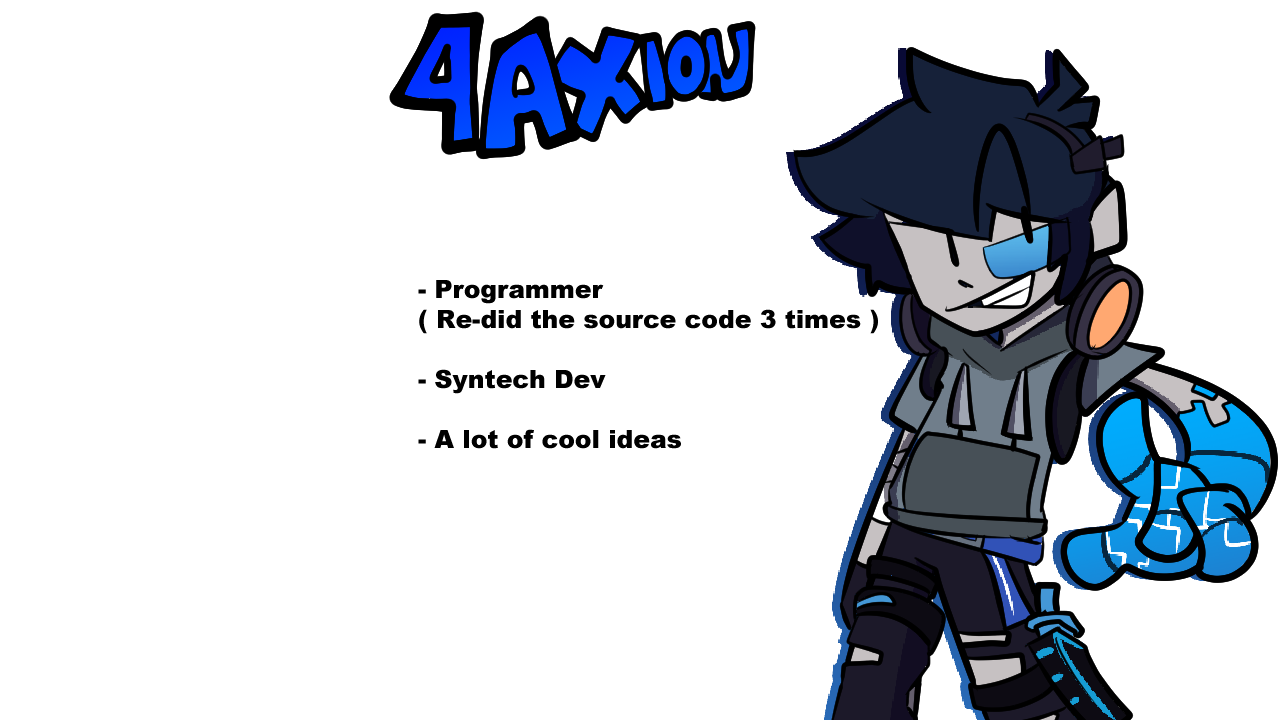 4AXION
- Programmer
( Re-did the source code 3 times )
- Syntech Dev
- A lot of cool ideas